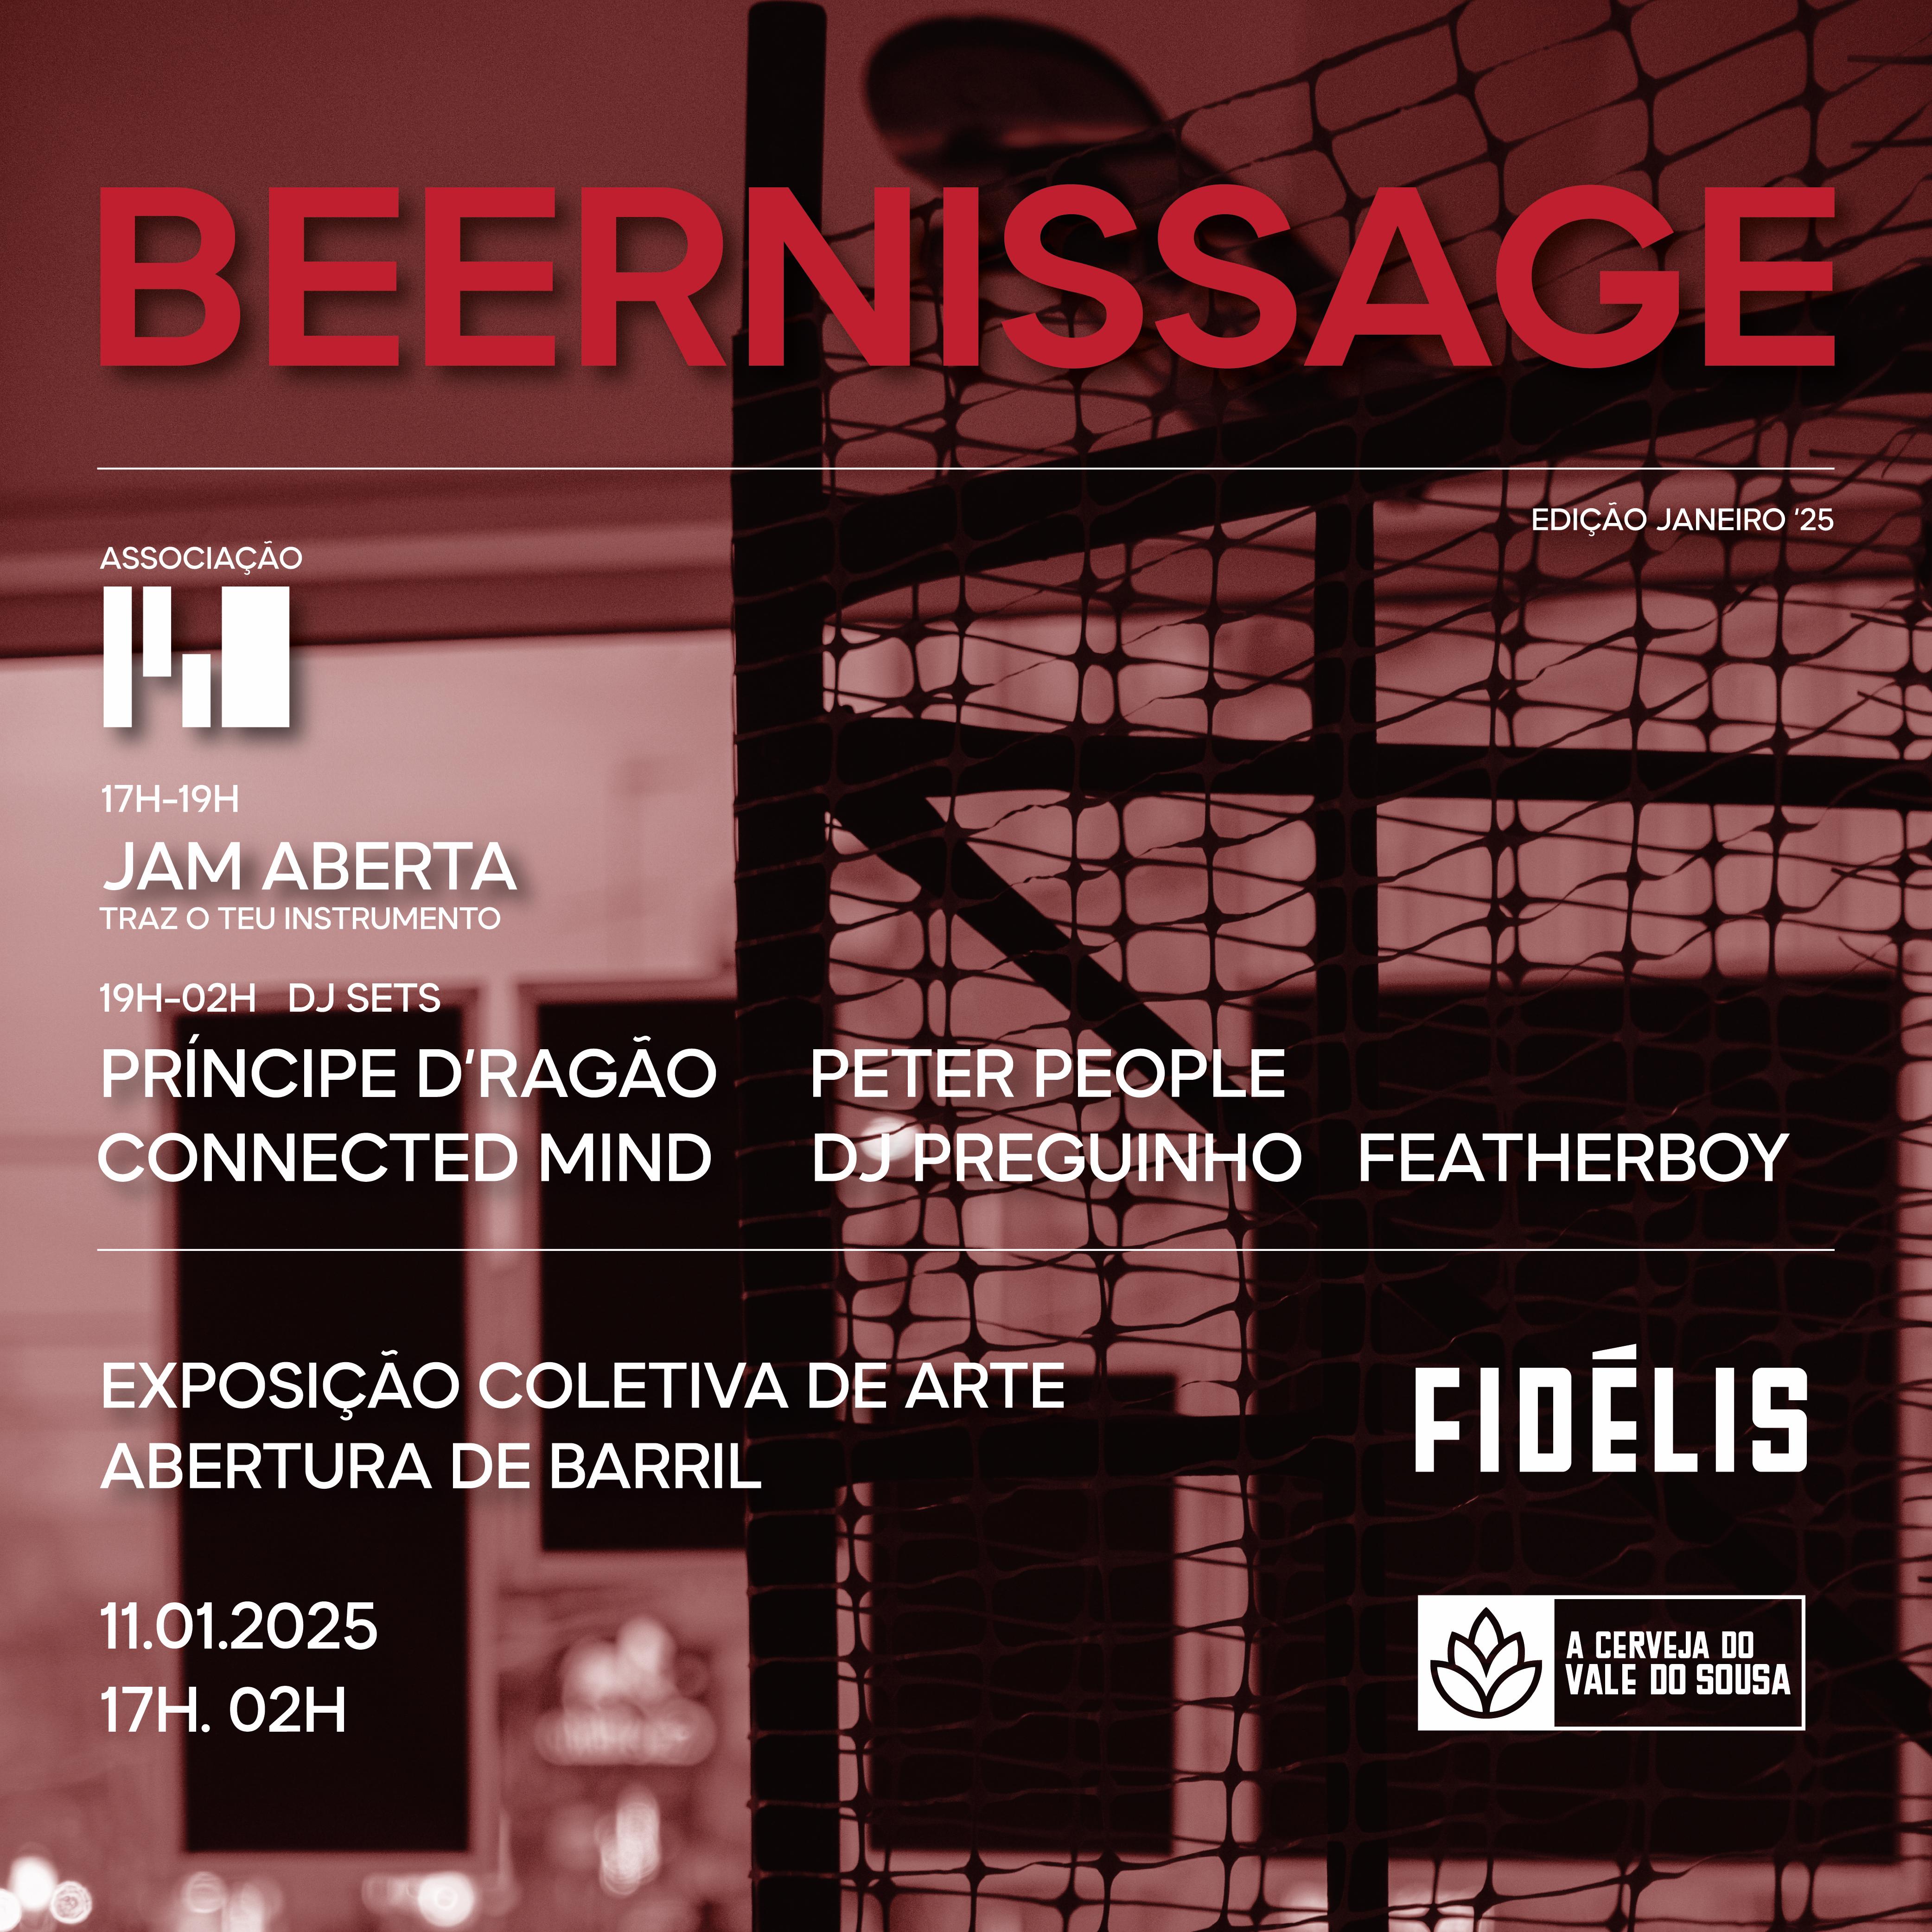 BEERNISSAGE
EDIÇÃO JANEIRO '25
ASSOCIAÇÃO
17H-19H
JAM ABERTA
TRAZ O TEU INSTRUMENTO
19H-02H DJ SETS
PRÍNCIPE D'RAGÃO PETER PEOPLE
CONNECTED MIND DJ PREGUINHO FEATHERBOY
EXPOSIÇÃO COLETIVA DE ARTE
ABERTURA DE BARRIL
FIDÉLIS
11.01.2025
17H. 02H
A CERVEJA DO
VALE DO SOUSA